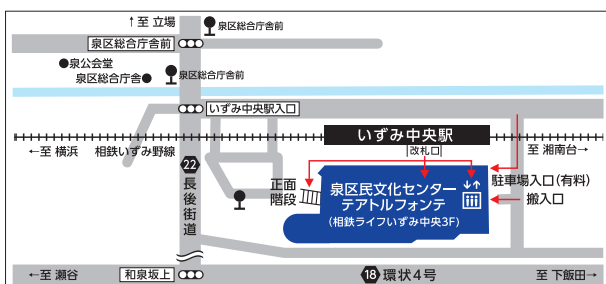 ↑至 立場
泉区総合庁舎前
泉区総合庁舎前
●泉公会堂
泉区総合庁舎●
泉区総合庁舎前
いずみ中央駅入口
いずみ中央駅
←至 横浜
相鉄いずみ野線
改札口
至 湘南台→
22
長後街道
正面
階段
泉区民文化センター
テアトルフォンテ
(相鉄ライフいずみ中央3F)
駐車場入口(有料)
搬入口
←至 瀬谷
和泉坂上
18 環状4号
至 下飯田→